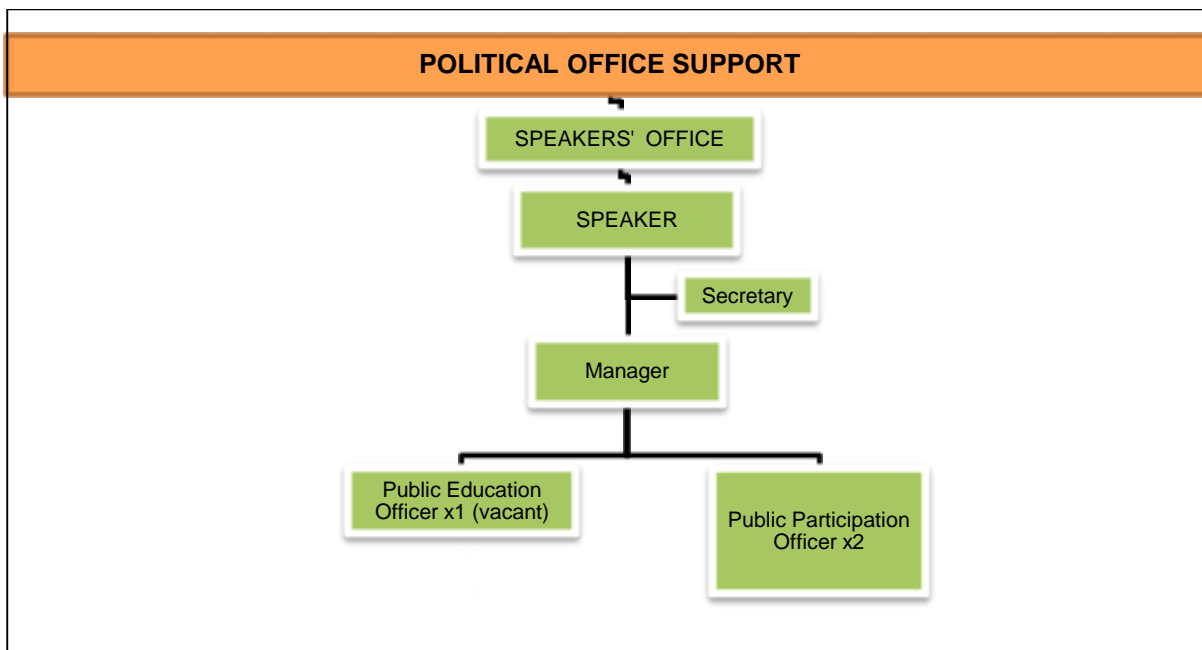 POLITICAL OFFICE SUPPORT
SPEAKERS' OFFICE
SPEAKER
Secretary
Manager
Public Education
Officer x1 (vacant)
Public Participation
Officer x2